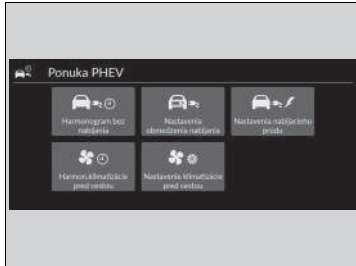 Ponuka PHEV
Harmonogram bez
nabíjania
Nastavenia
obmedzenia nabíjania
Nastavenia nabíjacieho
prúdu
Harmon.klimatizácie
pred cestou
Nastavenie klimatizácie
pred cestou